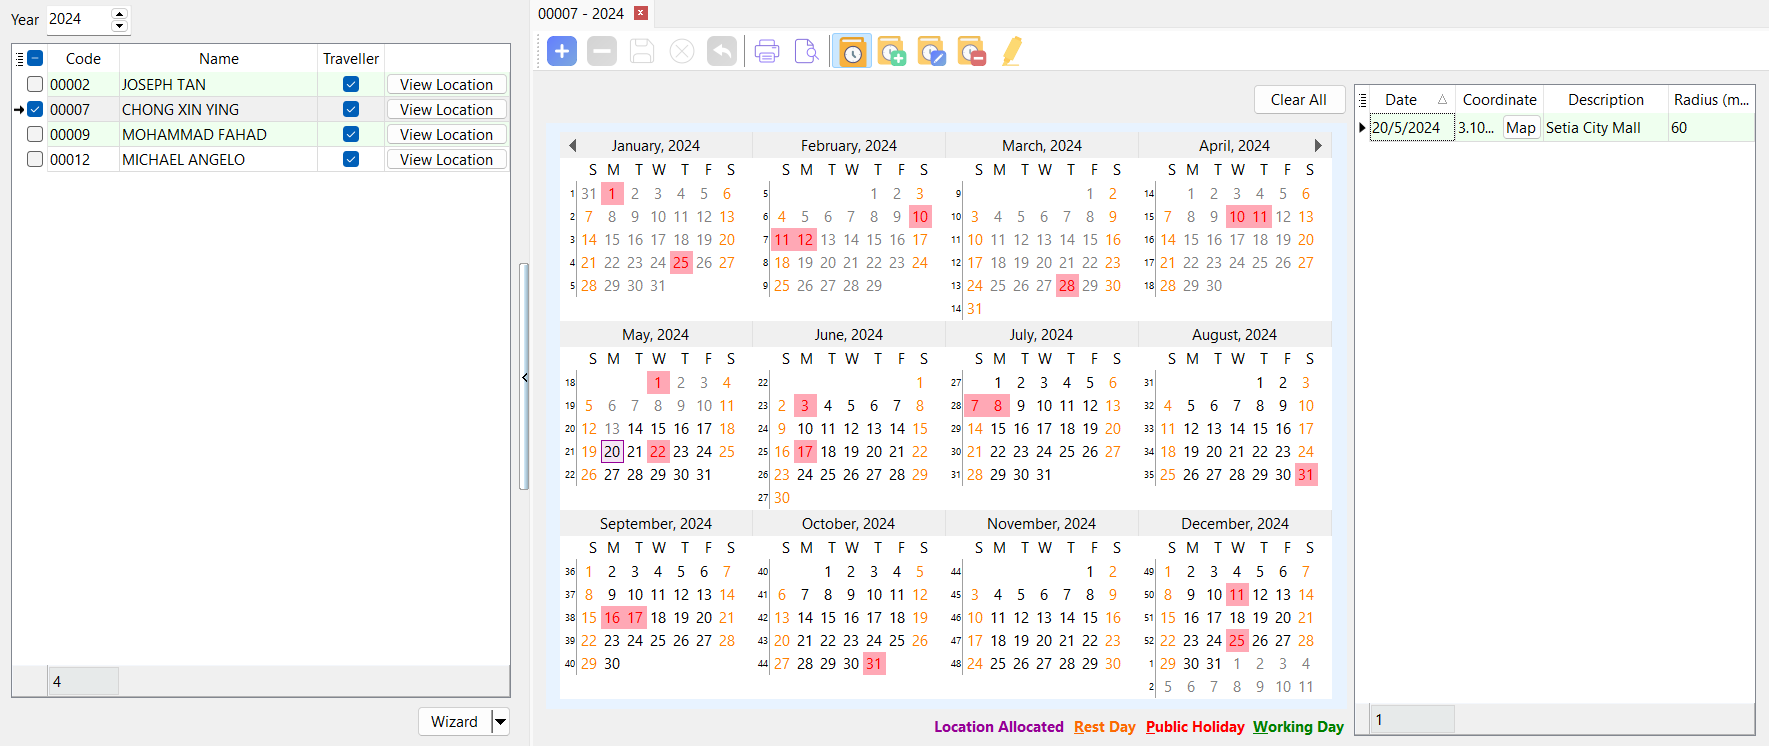 Year 2024
Code Name Traveller
00002 JOSEPH TAN View Location
00007 CHONG XIN YING View Location
00009 MOHAMMAD FAHAD View Location
00012 MICHAEL ANGELO View Location
4
Wizard
00007 - 2024
Clear All
January, 2024
S M T W T F S
1 31 1 2 3 4 5 6
2 7 8 9 10 11 12 13
3 14 15 16 17 18 19 20
4 21 22 23 24 25 26 27
5 28 29 30 31
February, 2024
S M T W T F S
5 1 2 3
6 4 5 6 7 8 9 10
7 11 12 13 14 15 16 17
8 18 19 20 21 22 23 24
9 25 26 27 28 29
March, 2024
S M T W T F S
9 1 2
10 3 4 5 6 7 8 9
11 10 11 12 13 14 15 16
12 17 18 19 20 21 22 23
13 24 25 26 27 28 29 30
14 31
April, 2024
S M T W T F S
14 1 2 3 4 5 6
15 7 8 9 10 11 12 13
16 14 15 16 17 18 19 20
17 21 22 23 24 25 26 27
18 28 29 30
May, 2024
S M T W T F S
18 1 2 3 4
19 5 6 7 8 9 10 11
20 12 13 14 15 16 17 18
21 19 20 21 22 23 24 25
22 26 27 28 29 30 31
June, 2024
S M T W T F S
22 1
23 2 3 4 5 6 7 8
24 9 10 11 12 13 14 15
25 16 17 18 19 20 21 22
26 23 24 25 26 27 28 29
27 30
July, 2024
S M T W T F S
27 1 2 3 4 5 6
28 7 8 9 10 11 12 13
29 14 15 16 17 18 19 20
30 21 22 23 24 25 26 27
31 28 29 30 31
August, 2024
S M T W T F S
31 1 2 3
32 4 5 6 7 8 9 10
33 11 12 13 14 15 16 17
34 18 19 20 21 22 23 24
35 25 26 27 28 29 30 31
September, 2024
S M T W T F S
36 1 2 3 4 5 6 7
37 8 9 10 11 12 13 14
38 15 16 17 18 19 20 21
39 22 23 24 25 26 27 28
40 29 30
October, 2024
S M T W T F S
40 1 2 3 4 5
41 6 7 8 9 10 11 12
42 13 14 15 16 17 18 19
43 20 21 22 23 24 25 26
44 27 28 29 30 31
November, 2024
S M T W T F S
44 1 2
45 3 4 5 6 7 8 9
46 10 11 12 13 14 15 16
47 17 18 19 20 21 22 23
48 24 25 26 27 28 29 30
December, 2024
S M T W T F S
49 1 2 3 4 5 6 7
50 8 9 10 11 12 13 14
51 15 16 17 18 19 20 21
52 22 23 24 25 26 27 28
1 29 30 31 1 2 3 4
2 5 6 7 8 9 10 11
Location Allocated Rest Day Public Holiday Working Day
Date Coordinate Description Radius (m...
20/5/2024 3.10... Map Setia City Mall 60
1